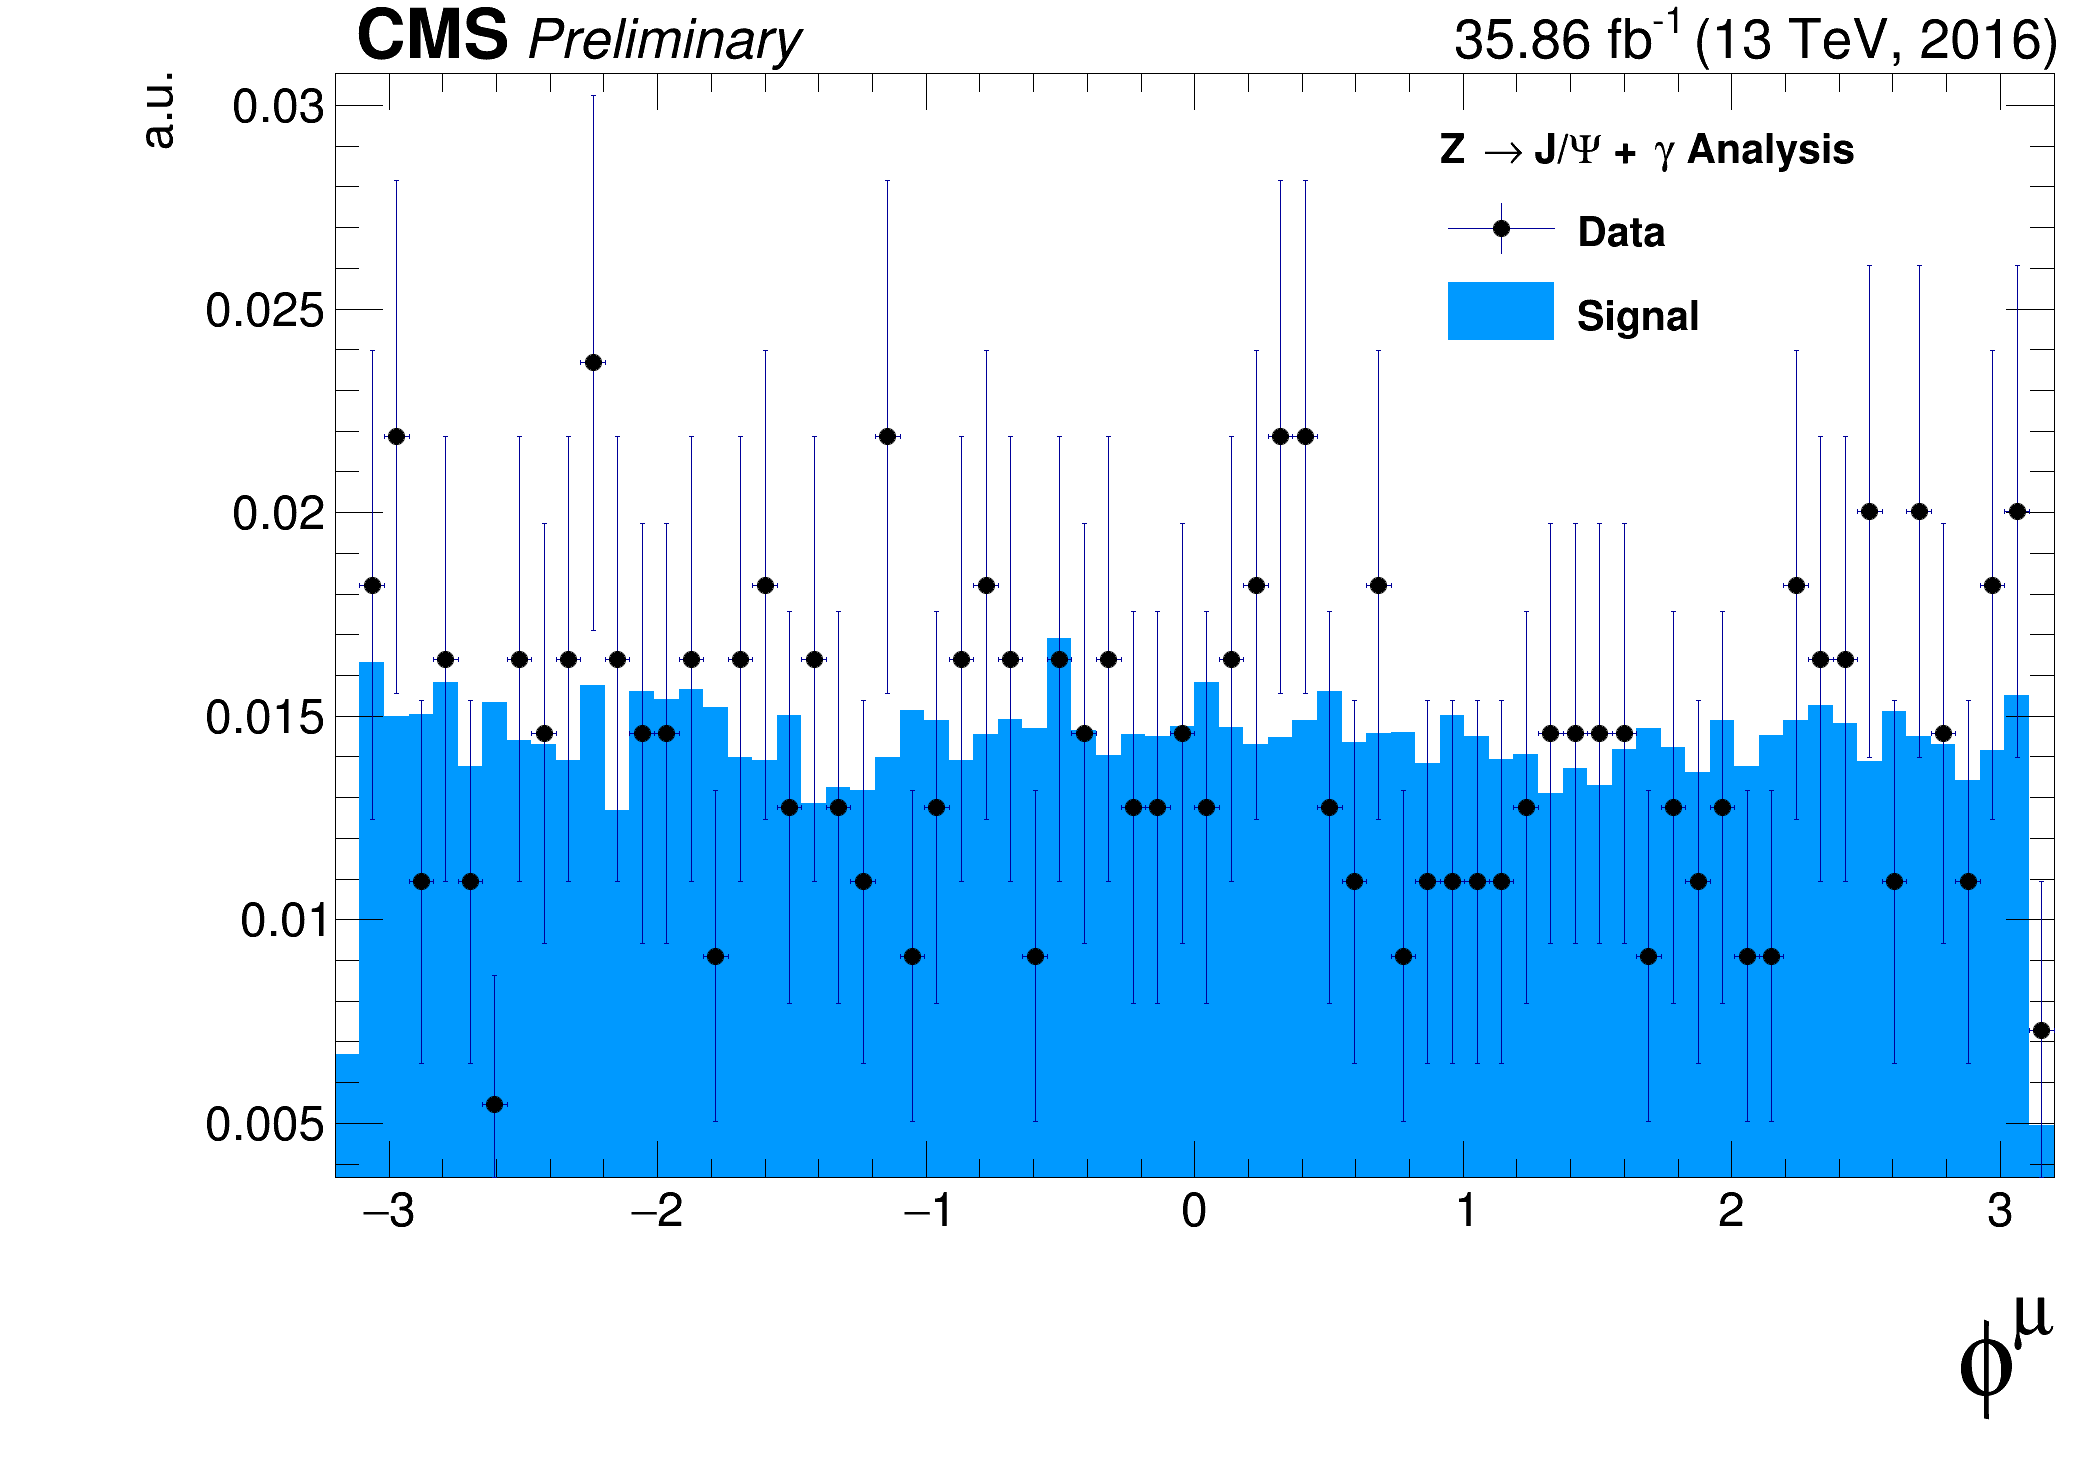 CMS Preliminary 35.86 fb⁻¹ (13 TeV, 2016)
a.u.
0.03
0.025
0.02
0.015
0.01
0.005
Z → J/Ψ + γ Analysis
Data
Signal
−3 −2 −1 0 1 2 3
ϕ^μ